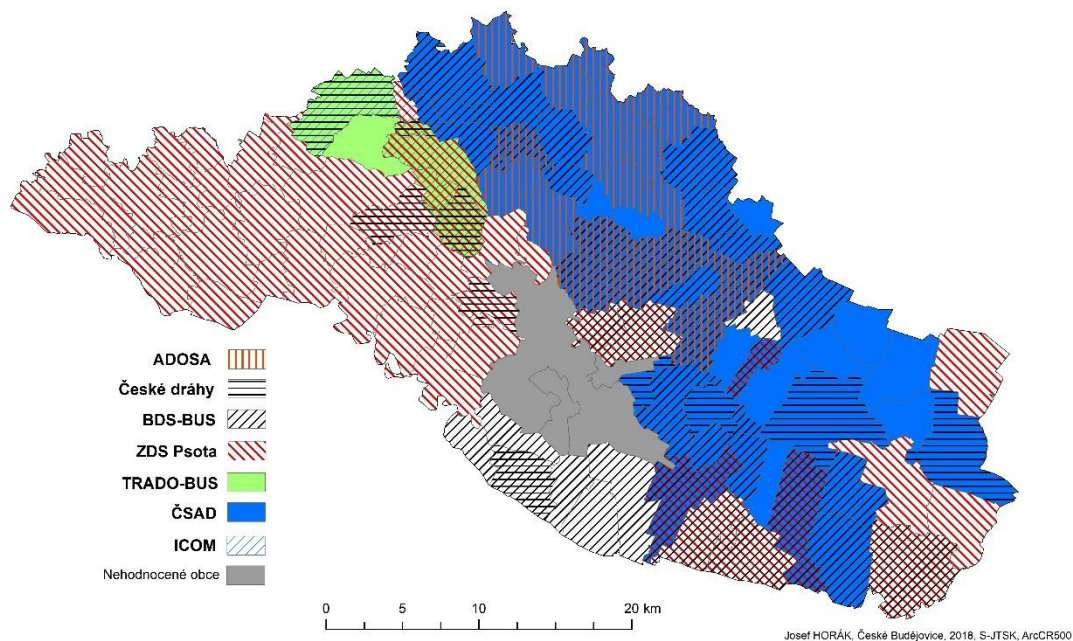 ADOSA
České dráhy
BDS-BUS
ZDS Psota
TRADO-BUS
ČSAD
ICOM
Nehodnocené obce
0 5 10 20 km
Josef HORÁK, České Budějovice, 2018, S-JTSK, ArcCR500